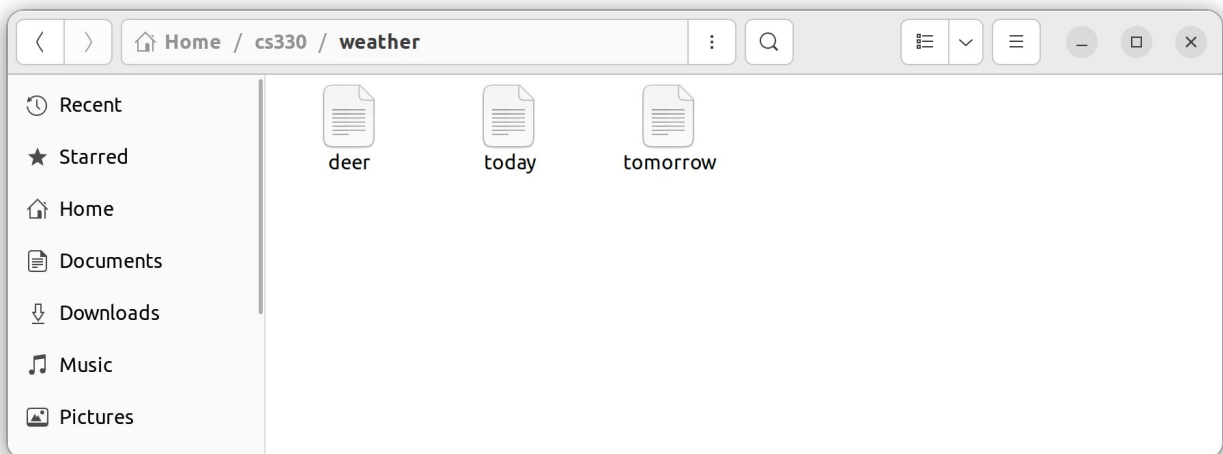 Home / cs330 / weather
Recent
Starred
Home
Documents
Downloads
Music
Pictures
deer today tomorrow